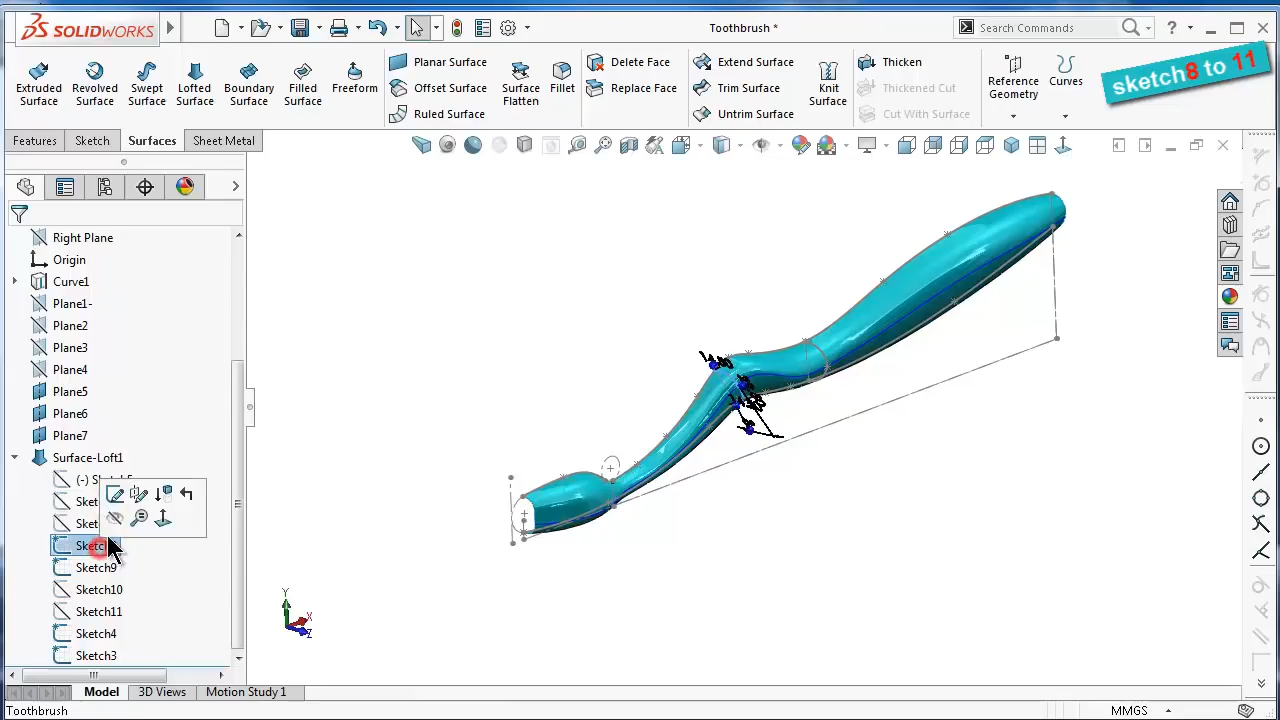 SOLIDWORKS
Toothbrush *
Search Commands
Extruded Surface
Revolved Surface
Swept Surface
Lofted Surface
Boundary Surface
Filled Surface
Freeform
Planar Surface
Offset Surface
Ruled Surface
Surface Flatten
Fillet
Delete Face
Replace Face
Extend Surface
Trim Surface
Untrim Surface
Knit Surface
Thicken
Thickened Cut
Cut With Surface
Reference Geometry
Curves
sketch8 to 11
Features
Sketch
Surfaces
Sheet Metal
Right Plane
Origin
Curve1
Plane1-
Plane2
Plane3
Plane4
Plane5
Plane6
Plane7
Surface-Loft1
Sketch9
Sketch10
Sketch11
Sketch4
Sketch3
Y
X
Z
Model
3D Views
Motion Study 1
Toothbrush
MMGS